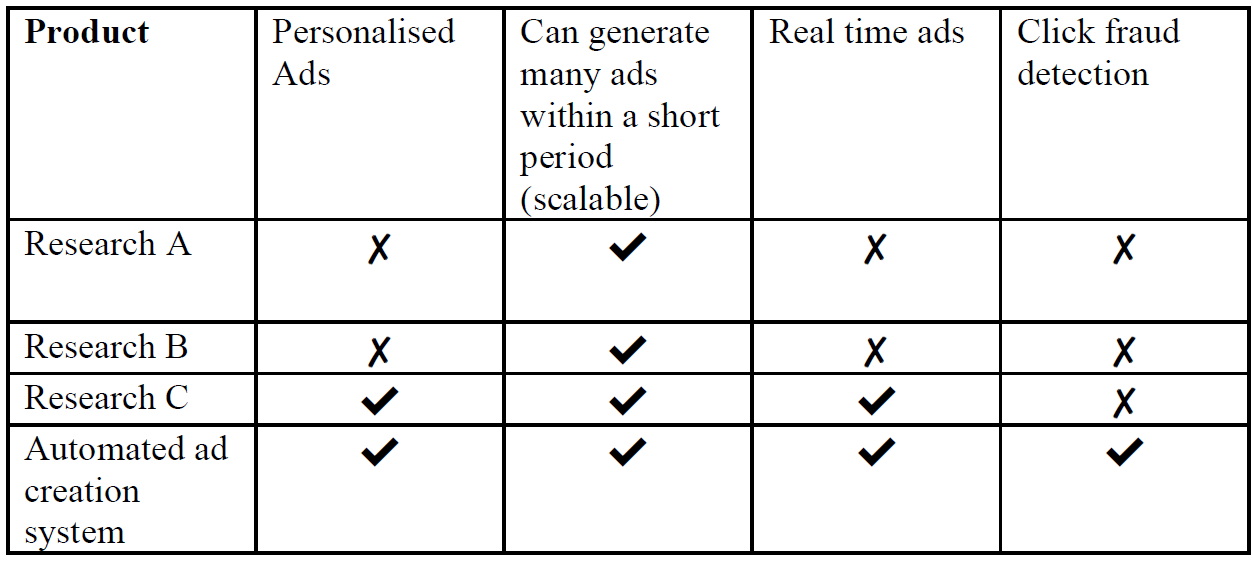 Product
Personalised
Ads
Can generate
many ads
within a short
period
(scalable)
Real time ads
Click fraud
detection
Research A
✗ ✓ ✗ ✗
Research B
✗ ✓ ✗ ✗
Research C
✓ ✓ ✓ ✗
Automated ad
creation
system
✓ ✓ ✓ ✓